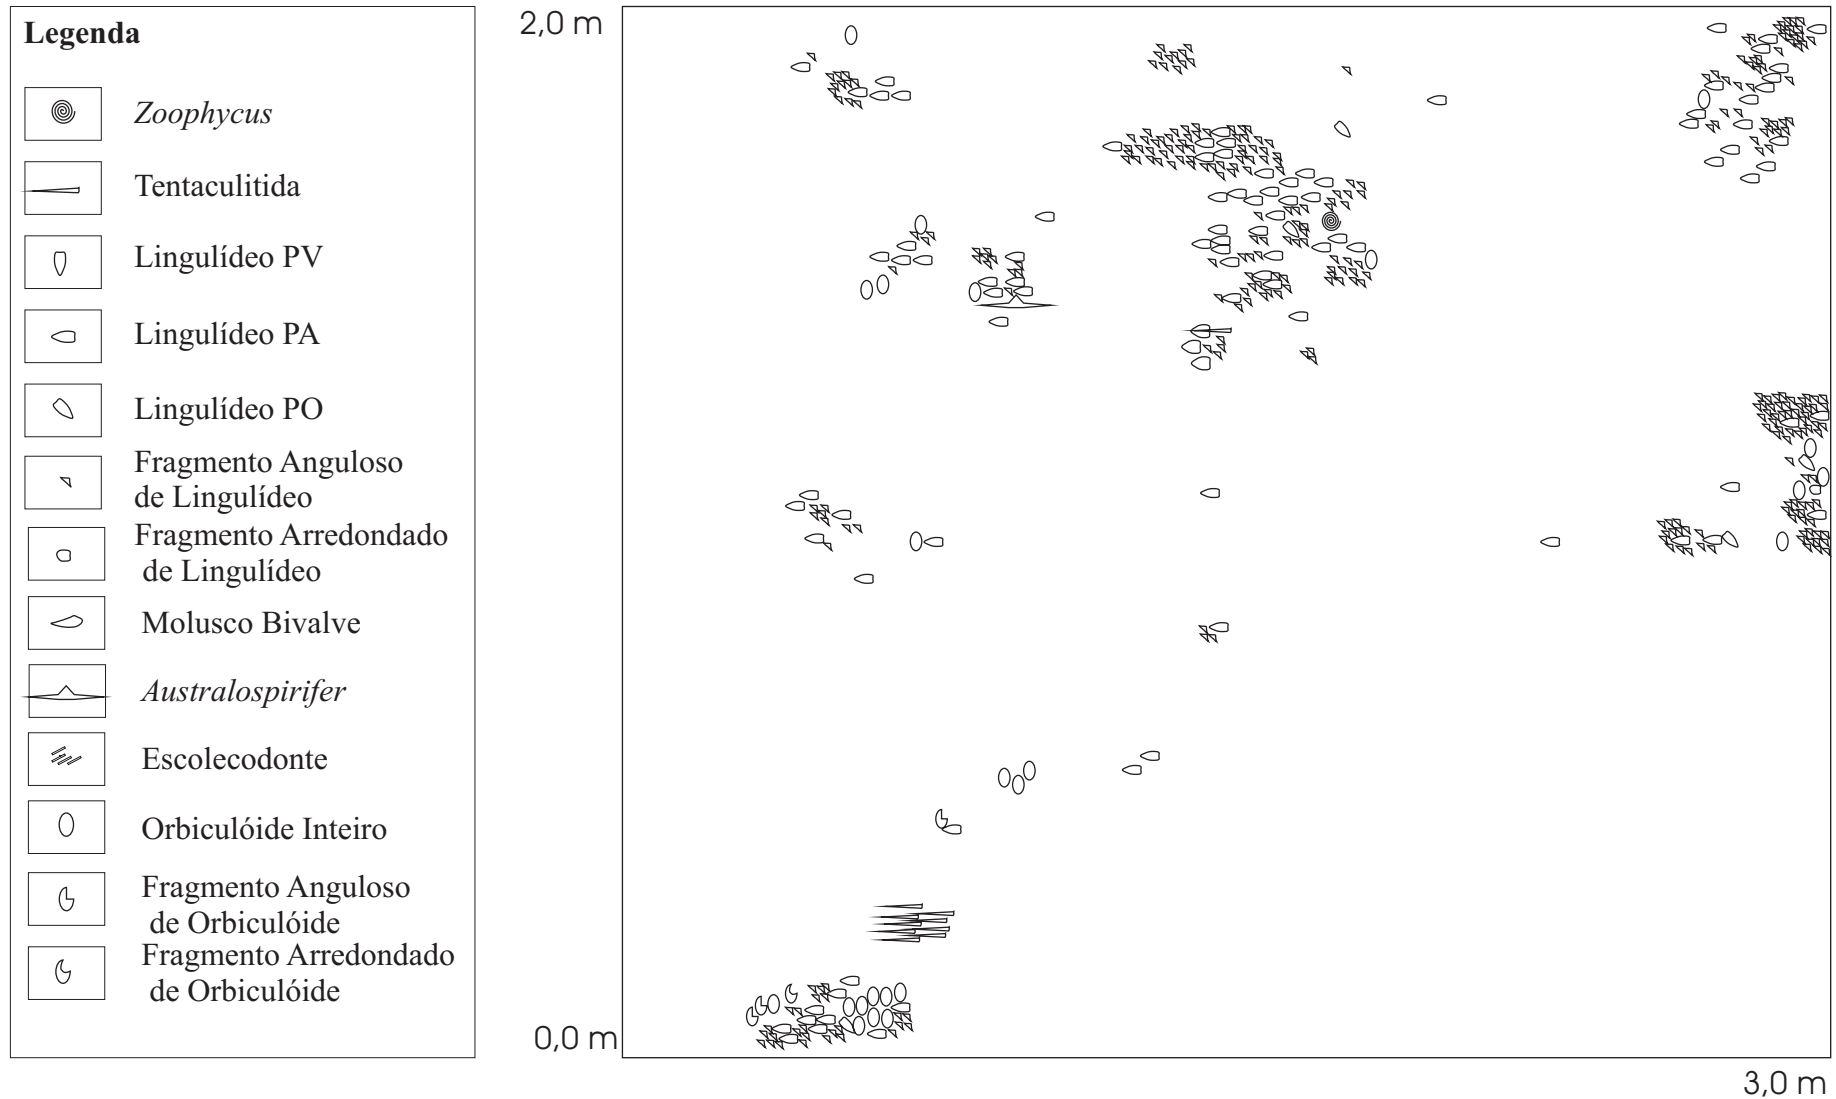 Legenda
Zoophycus
Tentaculitida
Lingulídeo PV
Lingulídeo PA
Lingulídeo PO
Fragmento Anguloso
de Lingulídeo
Fragmento Arredondado
de Lingulídeo
Molusco Bivalve
Australospirifer
Escolecodonte
Orbiculóide Inteiro
Fragmento Anguloso
de Orbiculóide
Fragmento Arredondado
de Orbiculóide
2,0 m
0,0 m
3,0 m